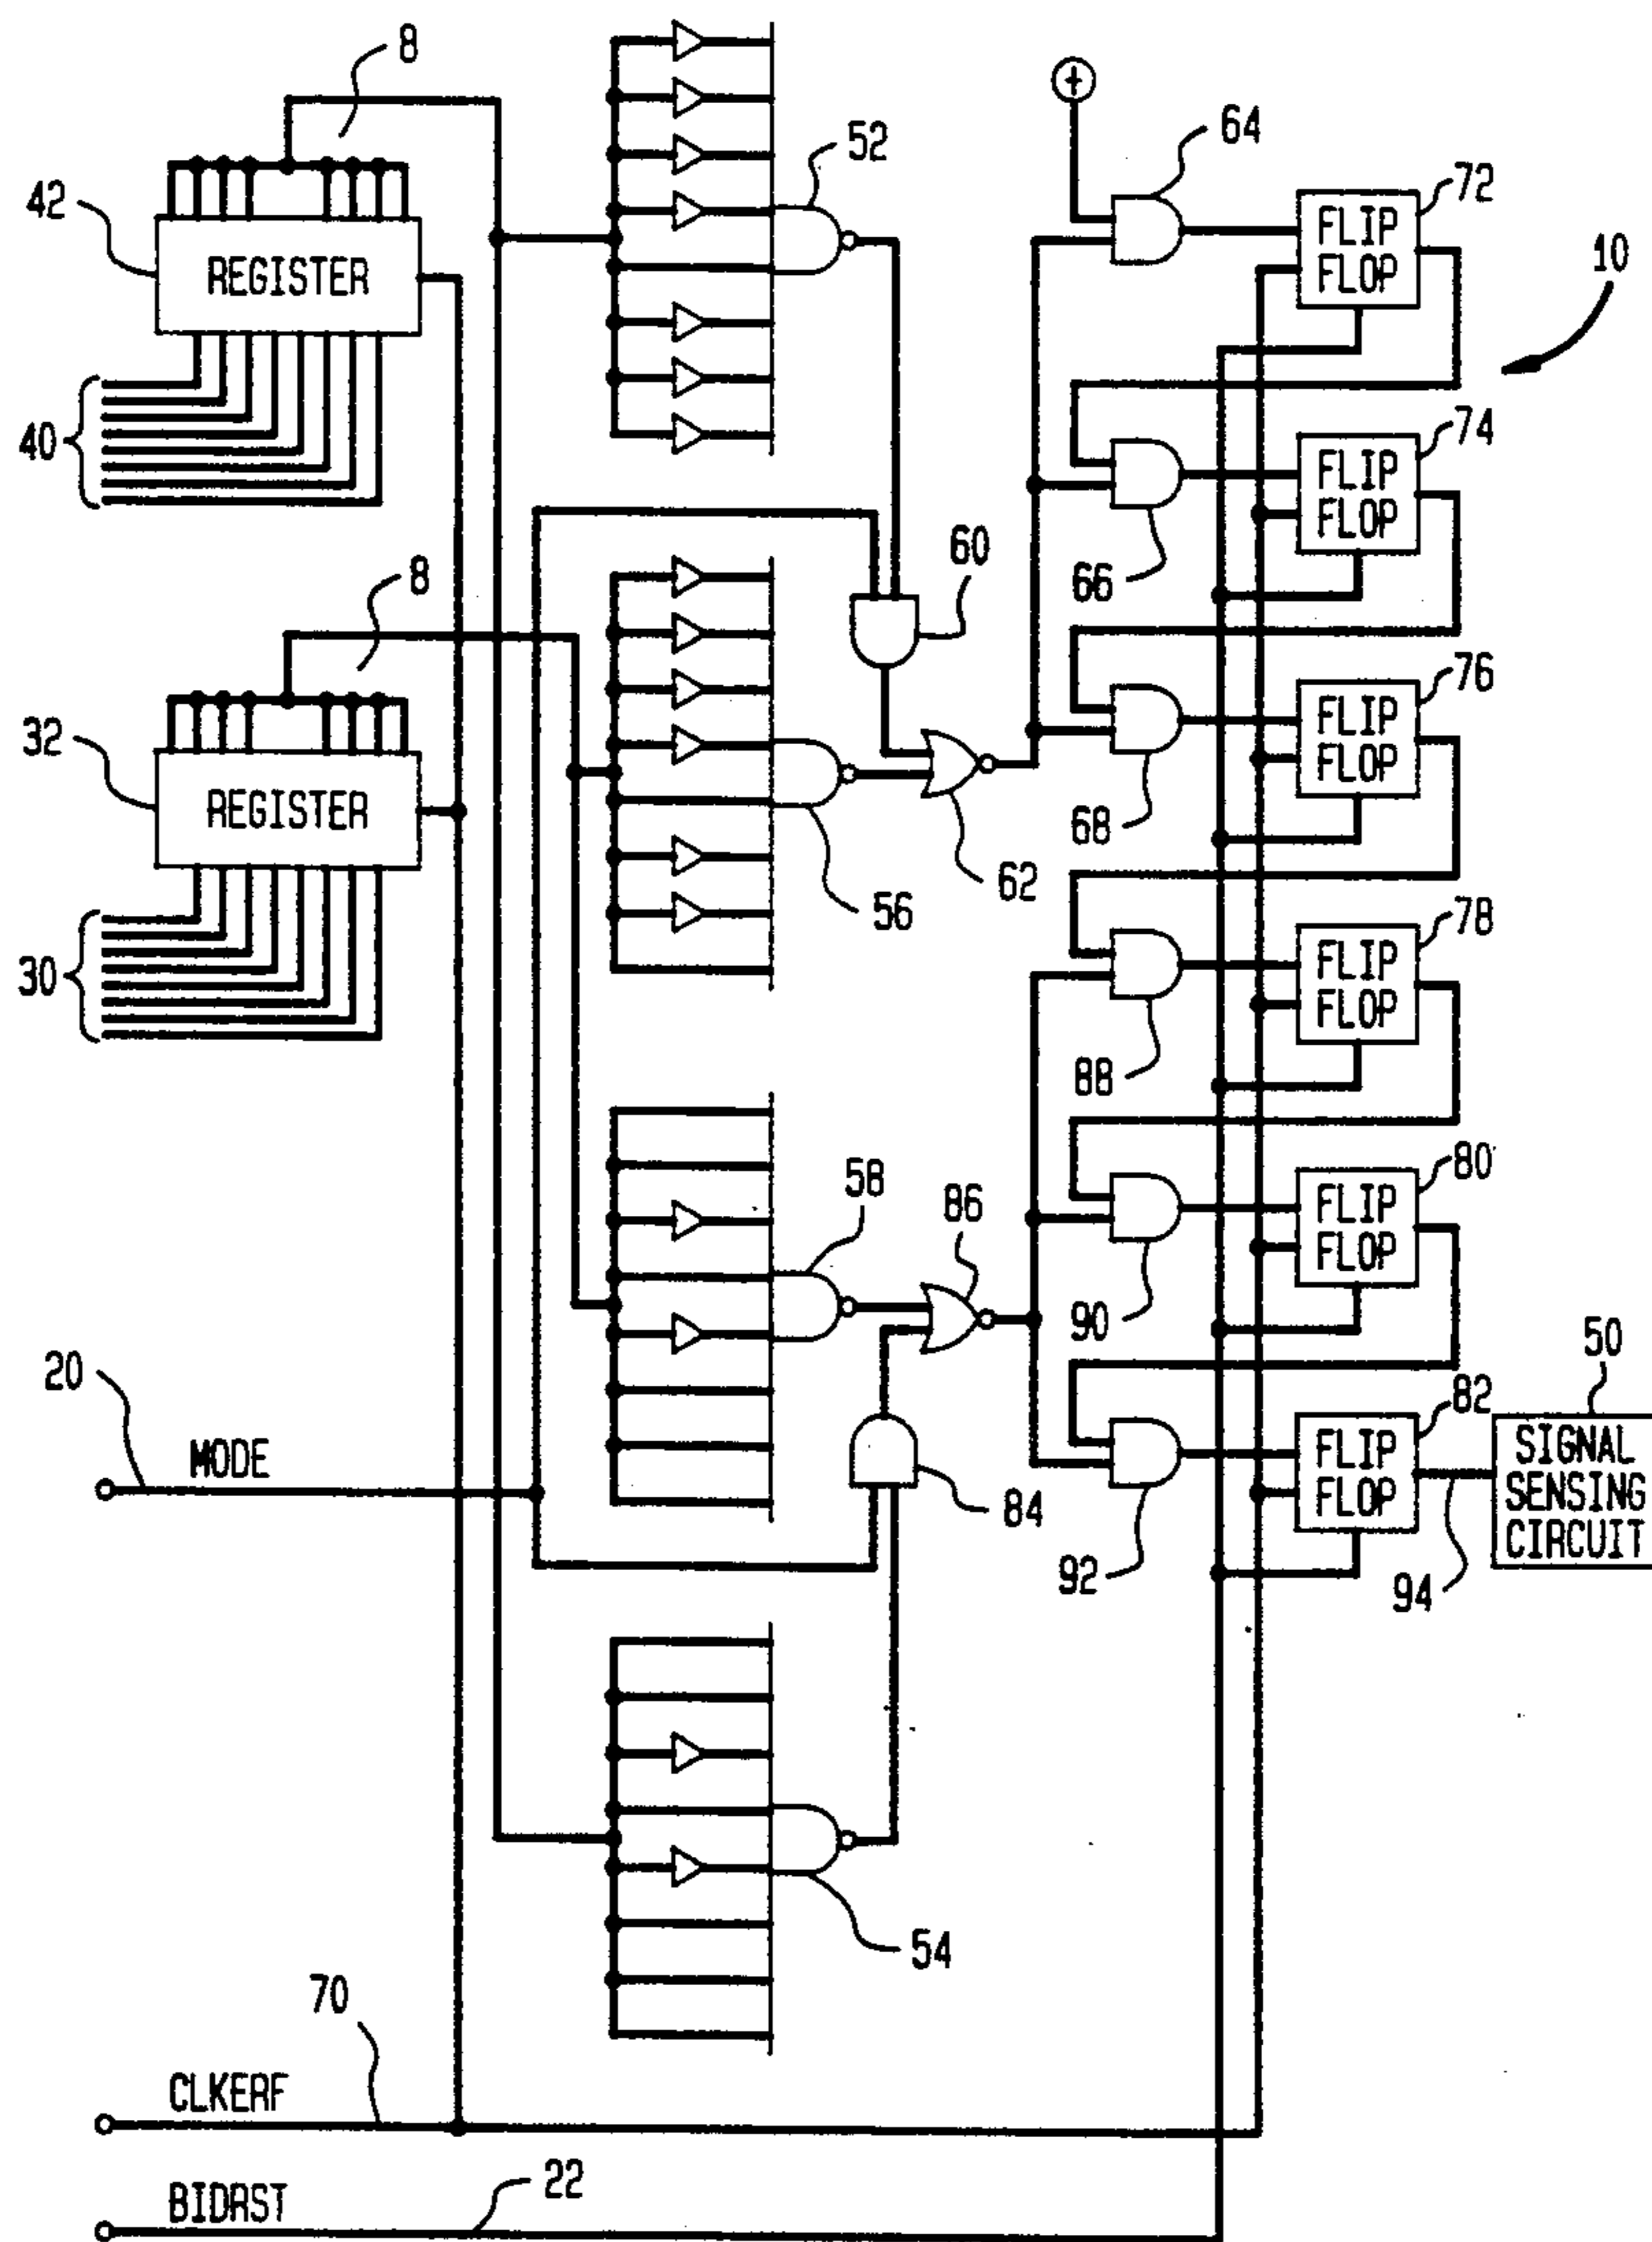 8
52
+
64
42
REGISTER
FLIP
FLOP
72
10
40
66
FLIP
FLOP
74
8
60
32
REGISTER
56
62
68
FLIP
FLOP
76
30
88
FLIP
FLOP
78
58
86
90
FLIP
FLOP
80
20
MODE
84
92
FLIP
FLOP
82
94
50
SIGNAL
SENSING
CIRCUIT
54
70
CLKERF
BIDRST
22